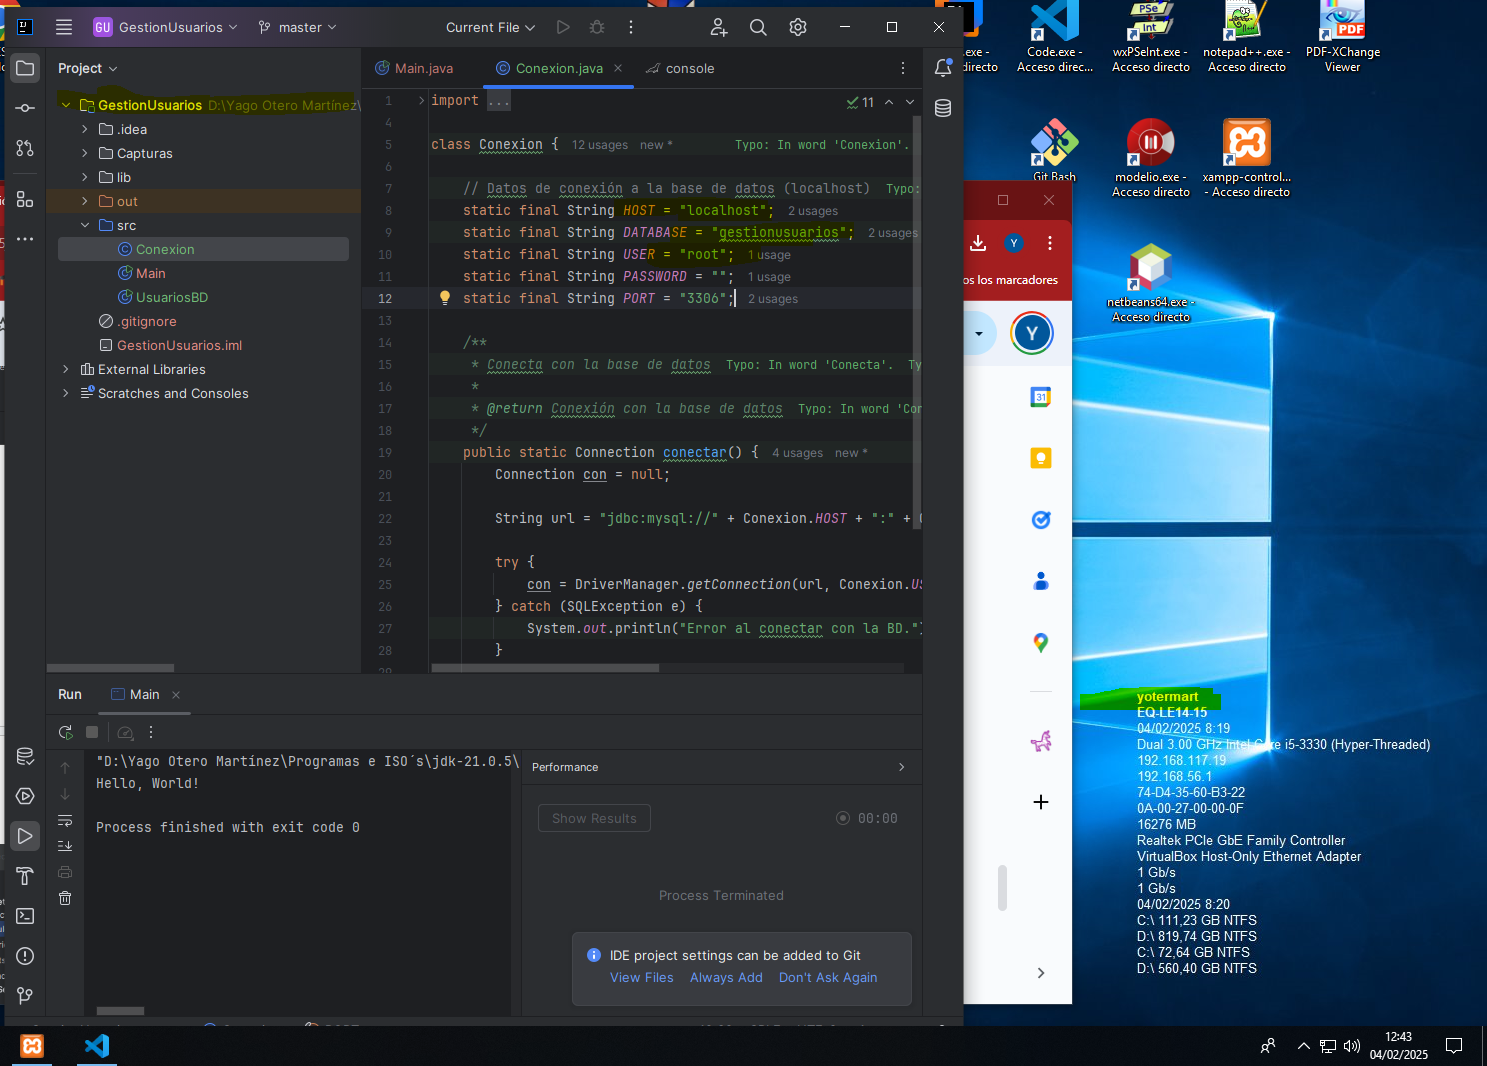 GU GestionUsuarios
master
Current File
Project
GestionUsuarios D:\Yago Otero Martínez\
.idea
Capturas
lib
out
src
Conexion
Main
UsuariosBD
.gitignore
GestionUsuarios.iml
External Libraries
Scratches and Consoles
Main.java
Conexion.java
console
11
1 import ...
4
5 class Conexion { 12 usages new * Typo: In word 'Conexion'.
6
7 // Datos de conexión a la base de datos (localhost) Typo:
8 static final String HOST = "localhost"; 2 usages
9 static final String DATABASE = "gestionusuarios"; 2 usages
10 static final String USER = "root"; 1 usage
11 static final String PASSWORD = ""; 1 usage
12 static final String PORT = "3306"; 2 usages
13
14 /**
15 * Conecta con la base de datos Typo: In word 'Conecta'. Ty
16 *
17 * @return Conexión con la base de datos Typo: In word 'Con
18 */
19 public static Connection conectar() { 4 usages new *
20 Connection con = null;
21
22 String url = "jdbc:mysql://" + Conexion.HOST + ":" + C
23
24 try {
25 con = DriverManager.getConnection(url, Conexion.US
26 } catch (SQLException e) {
27 System.out.println("Error al conectar con la BD.")
28 }
29
Run
Main
"D:\Yago Otero Martínez\Programas e ISO´s\jdk-21.0.5\
Hello, World!
Process finished with exit code 0
Performance
Show Results
00:00
Process Terminated
IDE project settings can be added to Git
View Files Always Add Don't Ask Again
.exe -
directo
Code.exe -
Acceso direc...
wxPSeInt.exe -
Acceso directo
notepad++.exe -
Acceso directo
PDF-XChange
Viewer
PSe
Int
PDF
Git Bash
modelio.exe -
Acceso directo
xampp-control...
- Acceso directo
netbeans64.exe -
Acceso directo
Y
os los marcadores
Y
31
yotermart
EQ-LE14-15
04/02/2025 8:19
Dual 3.00 GHz Intel Core i5-3330 (Hyper-Threaded)
192.168.117.19
192.168.56.1
74-D4-35-60-B3-22
0A-00-27-00-00-0F
16276 MB
Realtek PCIe GbE Family Controller
VirtualBox Host-Only Ethernet Adapter
1 Gb/s
1 Gb/s
04/02/2025 8:20
C:\ 111,23 GB NTFS
D:\ 819,74 GB NTFS
C:\ 72,64 GB NTFS
D:\ 560,40 GB NTFS
12:43
04/02/2025